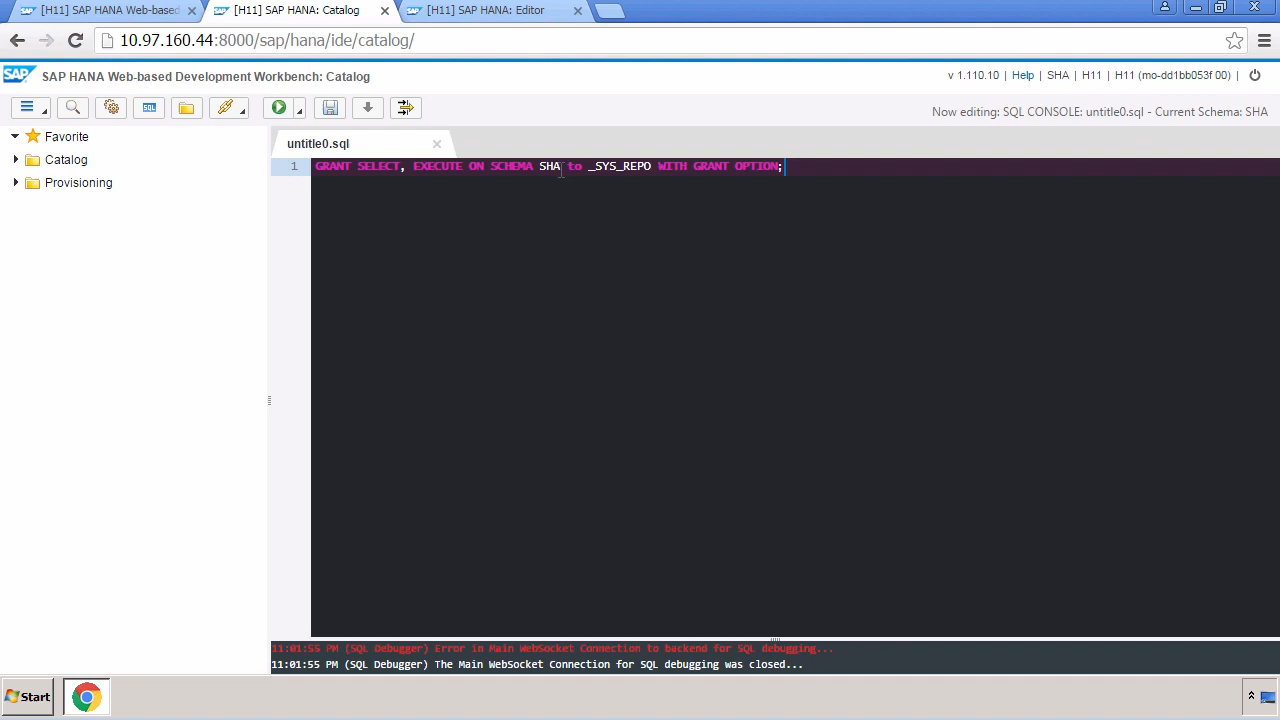 [H11] SAP HANA Web-based
[H11] SAP HANA: Catalog
[H11] SAP HANA: Editor
10.97.160.44:8000/sap/hana/ide/catalog/
SAP SAP HANA Web-based Development Workbench: Catalog
v 1.110.10 | Help | SHA | H11 | H11 (mo-dd1bb053f 00) |
SQL
Now editing: SQL CONSOLE: untitle0.sql - Current Schema: SHA
Favorite
Catalog
Provisioning
untitle0.sql
1 GRANT SELECT, EXECUTE ON SCHEMA SHA to _SYS_REPO WITH GRANT OPTION;
11:01:55 PM (SQL Debugger) Error in Main WebSocket Connection to backend for SQL debugging...
11:01:55 PM (SQL Debugger) The Main WebSocket Connection for SQL debugging was closed...
Start